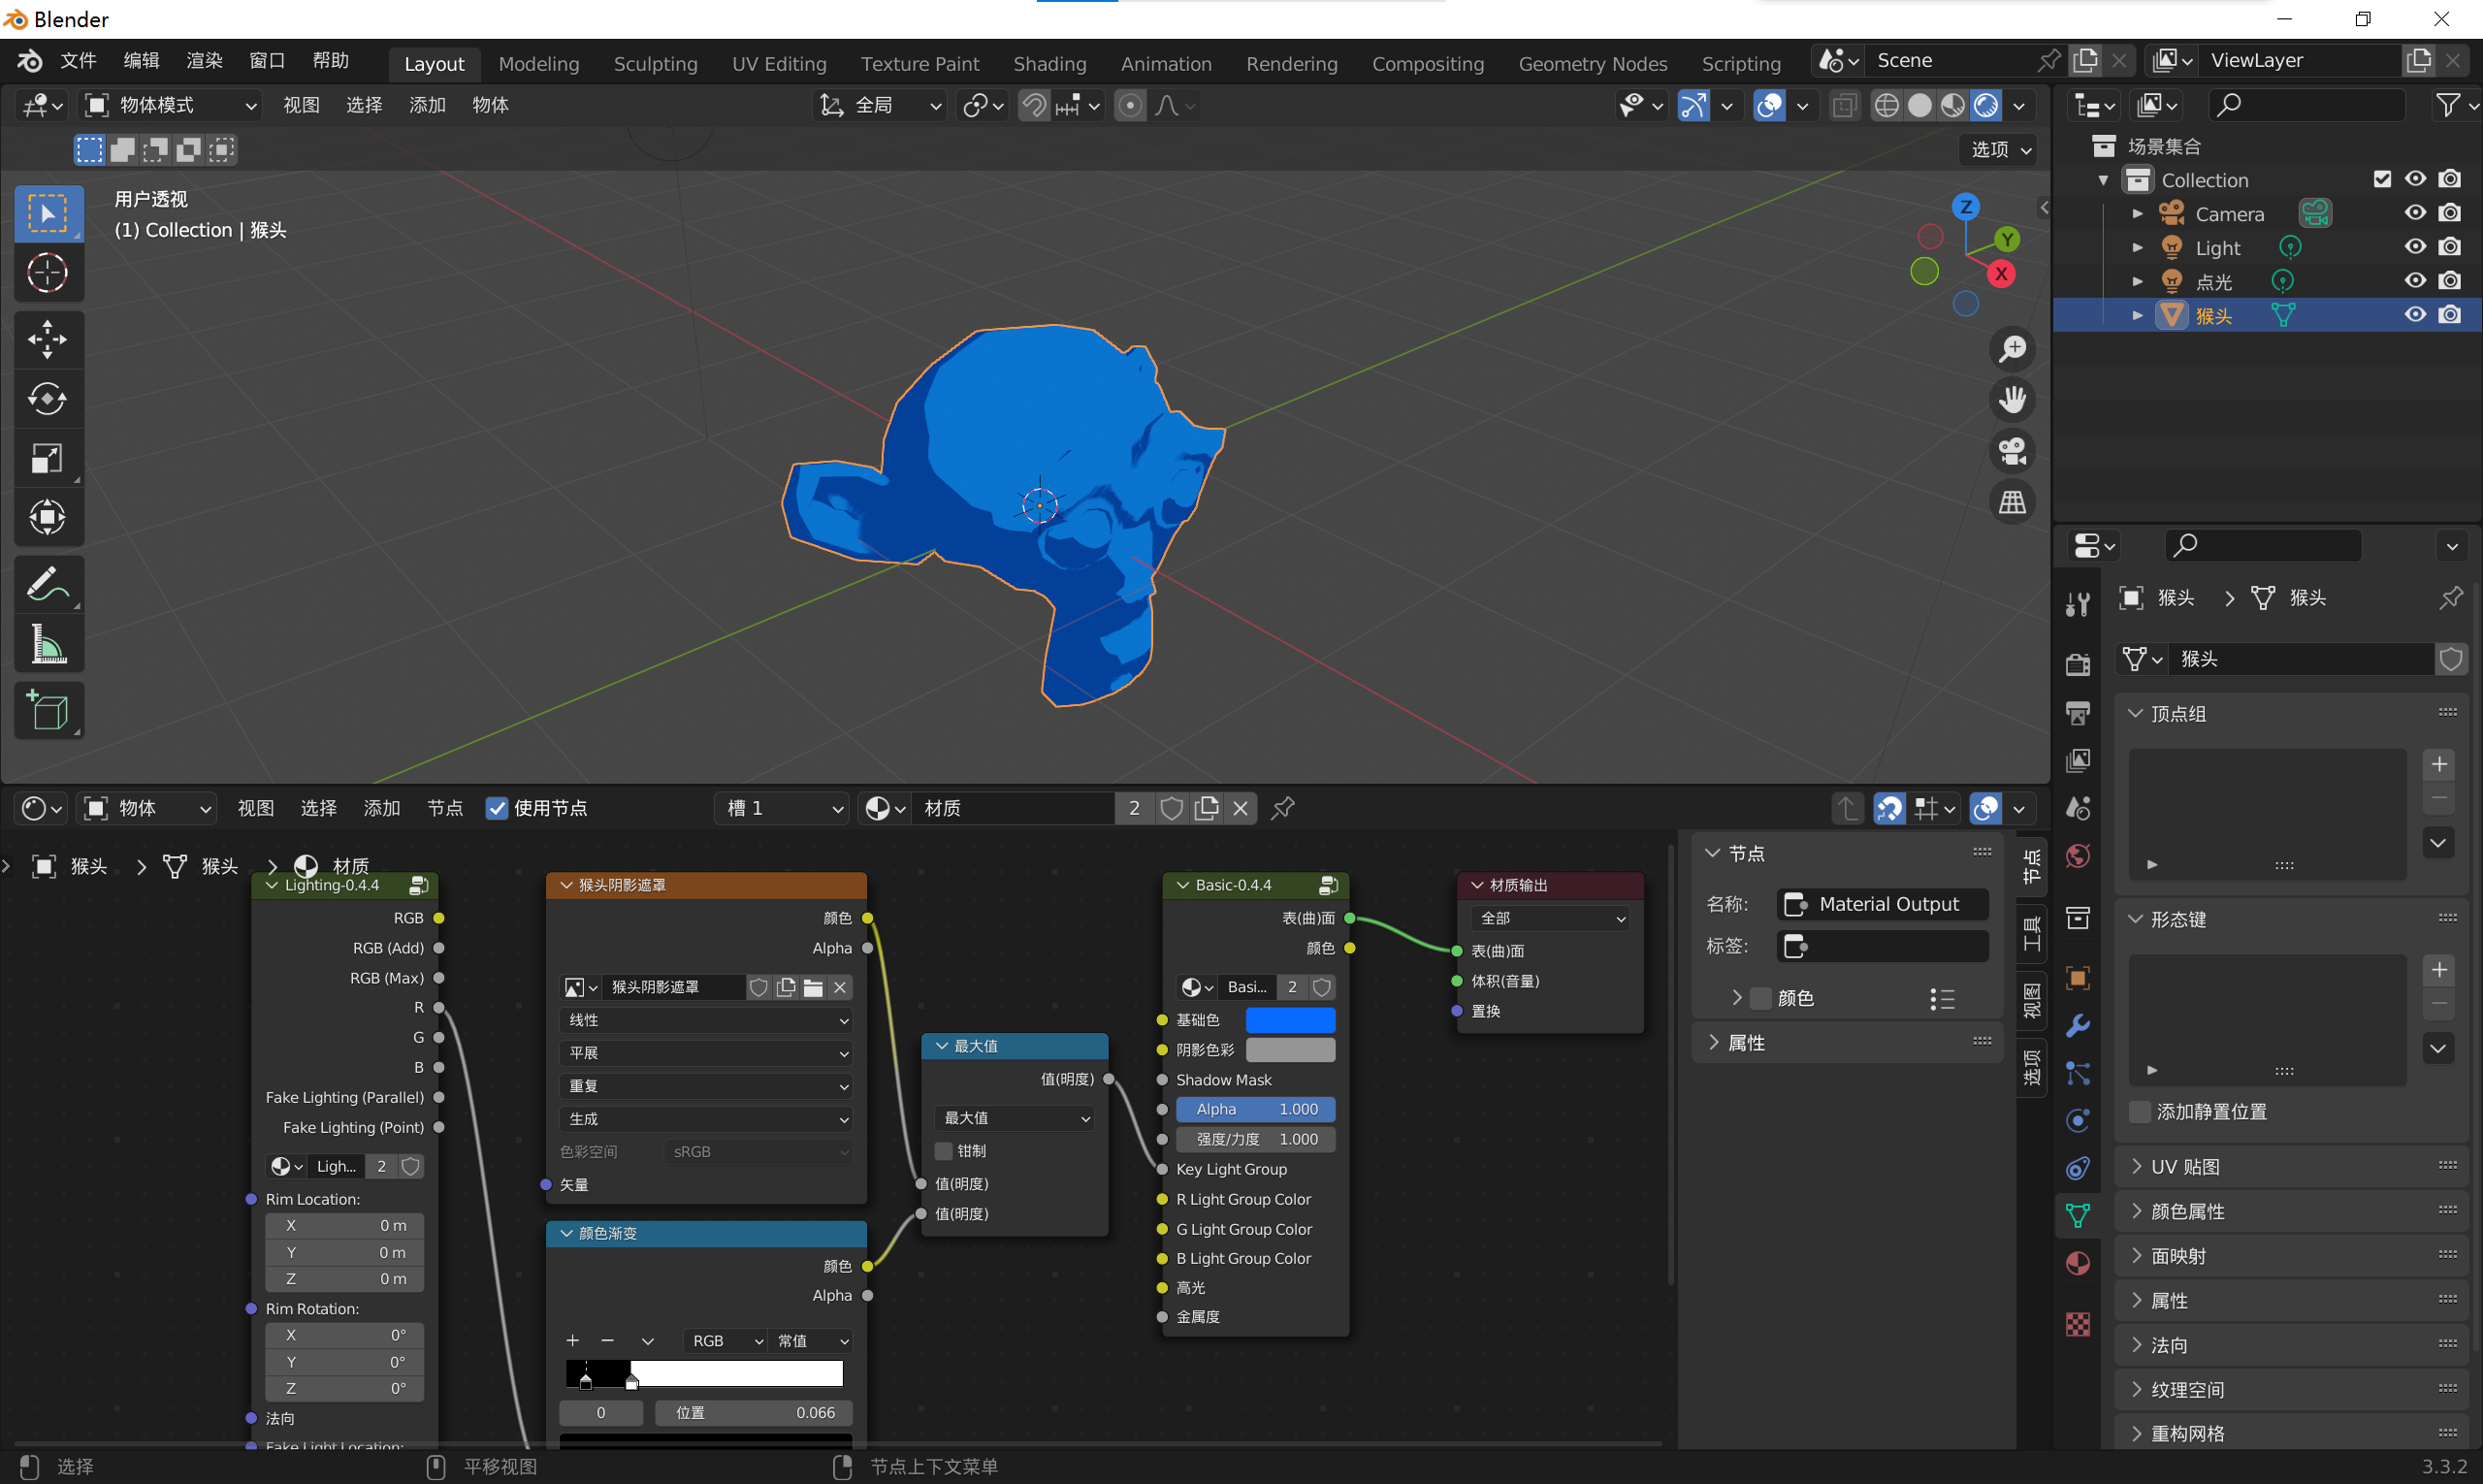 Blender
文件 编辑 渲染 窗口 帮助 Layout Modeling Sculpting UV Editing Texture Paint Shading Animation Rendering Compositing Geometry Nodes Scripting Scene ViewLayer
物体模式 视图 选择 添加 物体 全局
选项
用户透视
(1) Collection | 猴头
Z
Y
X
场景集合
Collection
Camera
Light
点光
猴头
猴头 猴头
猴头
顶点组
形态键
添加静置位置
UV 贴图
颜色属性
面映射
属性
法向
纹理空间
重构网格
物体 视图 选择 添加 节点 使用节点 槽 1 材质 2
猴头 猴头 材质
Lighting-0.4.4
RGB
RGB (Add)
RGB (Max)
R
G
B
Fake Lighting (Parallel)
Fake Lighting (Point)
Ligh... 2
Rim Location:
X 0 m
Y 0 m
Z 0 m
Rim Rotation:
X 0°
Y 0°
Z 0°
法向
Fake Light Location:
猴头阴影遮罩
颜色
Alpha
猴头阴影遮罩
线性
平展
重复
生成
色彩空间 sRGB
矢量
颜色渐变
颜色
Alpha
RGB 常值
0 位置 0.066
最大值
值(明度)
最大值
钳制
值(明度)
值(明度)
Basic-0.4.4
表(曲)面
颜色
Basi... 2
基础色
阴影色彩
Shadow Mask
Alpha 1.000
强度/力度 1.000
Key Light Group
R Light Group Color
G Light Group Color
B Light Group Color
高光
金属度
材质输出
全部
表(曲)面
体积(音量)
置换
节点
名称: Material Output
标签:
颜色
属性
节点
工具
视图
选项
选择 平移视图 节点上下文菜单 3.3.2